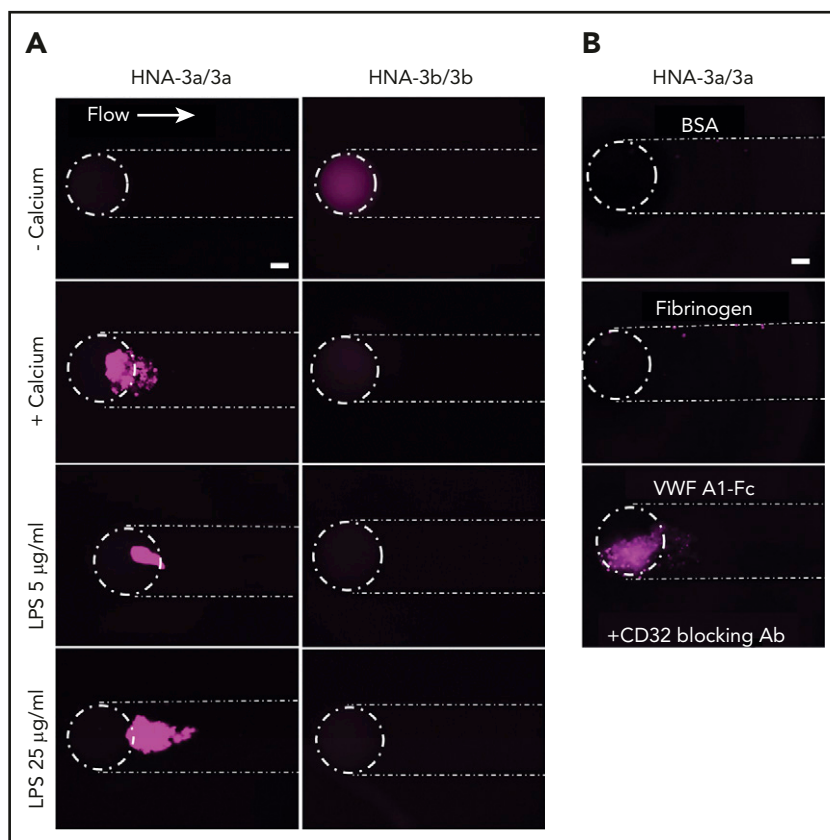 A
B
HNA-3a/3a
HNA-3b/3b
HNA-3a/3a
Flow
BSA
- Calcium
Fibrinogen
+ Calcium
VWF A1-Fc
LPS 5 µg/ml
+CD32 blocking Ab
LPS 25 µg/ml